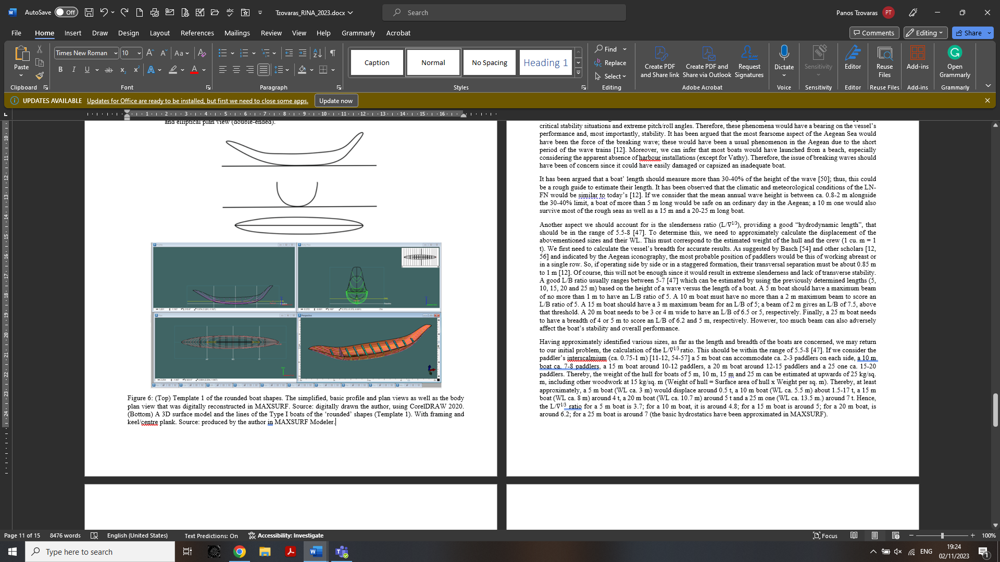 AutoSave Off Tzovaras_RINA_2023.docx Search Panos Tzovaras PT
File Home Insert Draw Design Layout References Mailings Review View Help Grammarly Acrobat Comments Editing Share
Times New Roman 10
Paste
Clipboard Font Paragraph
Caption Normal No Spacing Heading 1
Styles
Find
Replace
Select
Editing
Create PDF and Share link
Create PDF and Share via Outlook
Request Signatures
Adobe Acrobat
Dictate
Voice
Sensitivity
Sensitivity
Editor
Editor
Reuse Files
Reuse Files
Add-ins
Add-ins
Open Grammarly
Grammarly
UPDATES AVAILABLE Updates for Office are ready to be installed, but first we need to close some apps. Update now
1 2 3 4 5 6 7 8 9 10 11 12 13 14 15 16
and elliptical plan view (double-ended).
Figure 6: (Top) Template 1 of the rounded boat shapes. The simplified, basic profile and plan views as well as the body
plan view that was digitally reconstructed in MAXSURF. Source: digitally drawn the author, using CorelDRAW 2020.
(Bottom) A 3D surface model and the lines of the Type I boats of the ‘rounded’ shapes (Template 1). With framing and
keel/centre plank. Source: produced by the author in MAXSURF Modeler.
critical stability situations and extreme pitch/roll angles. Therefore, these phenomena would have a bearing on the vessel’s
performance and, most importantly, stability. It has been argued that the most fearsome aspect of the Aegean Sea would
have been the force of the breaking wave; these would have been a usual phenomenon in the Aegean due to the short
period of the wave trains [12]. Moreover, we can infer that most boats would have launched from a beach, especially
considering the apparent absence of harbour installations (except for Vathy). Therefore, the issue of breaking waves should
have been of concern since it could have easily damaged or capsized an inadequate boat.
It has been argued that a boat’ length should measure more than 30-40% of the height of the wave [50]; thus, this could
be a rough guide to estimate their length. It has been observed that the climatic and meteorological conditions of the LN-
FN would be similar to today’s [12]. If we consider that the mean annual wave height is between ca. 0.8-2 m alongside
the 30-40% limit, a boat of more than 5 m long would be safe on an ordinary day in the Aegean; a 10 m one would also
survive most of the rough seas as well as a 15 m and a 20-25 m long boat.
Another aspect we should account for is the slenderness ratio (L/∇1/3), providing a good “hydrodynamic length”, that
should be in the range of 5.5-8 [47]. To determine this, we need to approximately calculate the displacement of the
abovementioned sizes and their WL. This must correspond to the estimated weight of the hull and the crew (1 cu. m = 1
t). We first need to calculate the vessel’s breadth for accurate results. As suggested by Basch [54] and other scholars [12,
56] and indicated by the Aegean iconography, the most probable position of paddlers would be this of working abreast or
in a single row. So, if operating side by side or in a staggered formation, their transversal separation must be about 0.85 m
to 1 m [12]. Of course, this will not be enough since it would result in extreme slenderness and lack of transverse stability.
A good L/B ratio usually ranges between 5-7 [47] which can be estimated by using the previously determined lengths (5,
10, 15, 20 and 25 m) based on the height of a wave versus the length of a boat. A 5 m boat should have a maximum beam
of no more than 1 m to have an L/B ratio of 5. A 10 m boat must have no more than a 2 m maximum beam to score an
L/B ratio of 5. A 15 m boat should have a 3 m maximum beam for an L/B of 5; a beam of 2 m gives an L/B of 7.5, above
that threshold. A 20 m boat needs to be 3 or 4 m wide to have an L/B of 6.5 or 5, respectively. Finally, a 25 m boat needs
to have a breadth of 4 or 5 m to score an L/B of 6.2 and 5 m, respectively. However, too much beam can also adversely
affect the boat’s stability and overall performance.
Having approximately identified various sizes, as far as the length and breadth of the boats are concerned, we may return
to our initial problem, the calculation of the L/∇1/3 ratio. This should be within the range of 5.5-8 [47]. If we consider the
paddler’s interscalmium (ca. 0.75-1 m) [11-12, 54-57] a 5 m boat can accommodate ca. 2-3 paddlers on each side, a 10 m
boat ca. 7-8 paddlers, a 15 m boat around 10-12 paddlers, a 20 m boat around 12-15 paddlers and a 25 one ca. 15-20
paddlers. Thereby, the weight of the hull for boats of 5 m, 10 m, 15 m and 25 m can be estimated at upwards of 25 kg/sq.
m, including other woodwork at 15 kg/sq. m (Weight of hull = Surface area of hull x Weight per sq. m). Thereby, at least
approximately, a 5 m boat (WL ca. 3 m) would displace around 0.5 t, a 10 m boat (WL ca. 5.5 m) about 1.5-17 t, a 15 m
boat (WL ca. 8 m) around 4 t, a 20 m boat (WL ca. 10.7 m) around 5 t and a 25 m one (WL ca. 13.5 m.) around 7 t. Hence,
the L/∇1/3 ratio for a 5 m boat is 3.7; for a 10 m boat, it is around 4.8; for a 15 m boat is around 5; for a 20 m boat, is
around 6.2; for a 25 m boat is around 7 (the basic hydrostatics have been approximated in MAXSURF).
Page 11 of 15 8476 words English (United States) Text Predictions: On Accessibility: Investigate Focus 100%
Type here to search ENG 19:24
02/11/2023